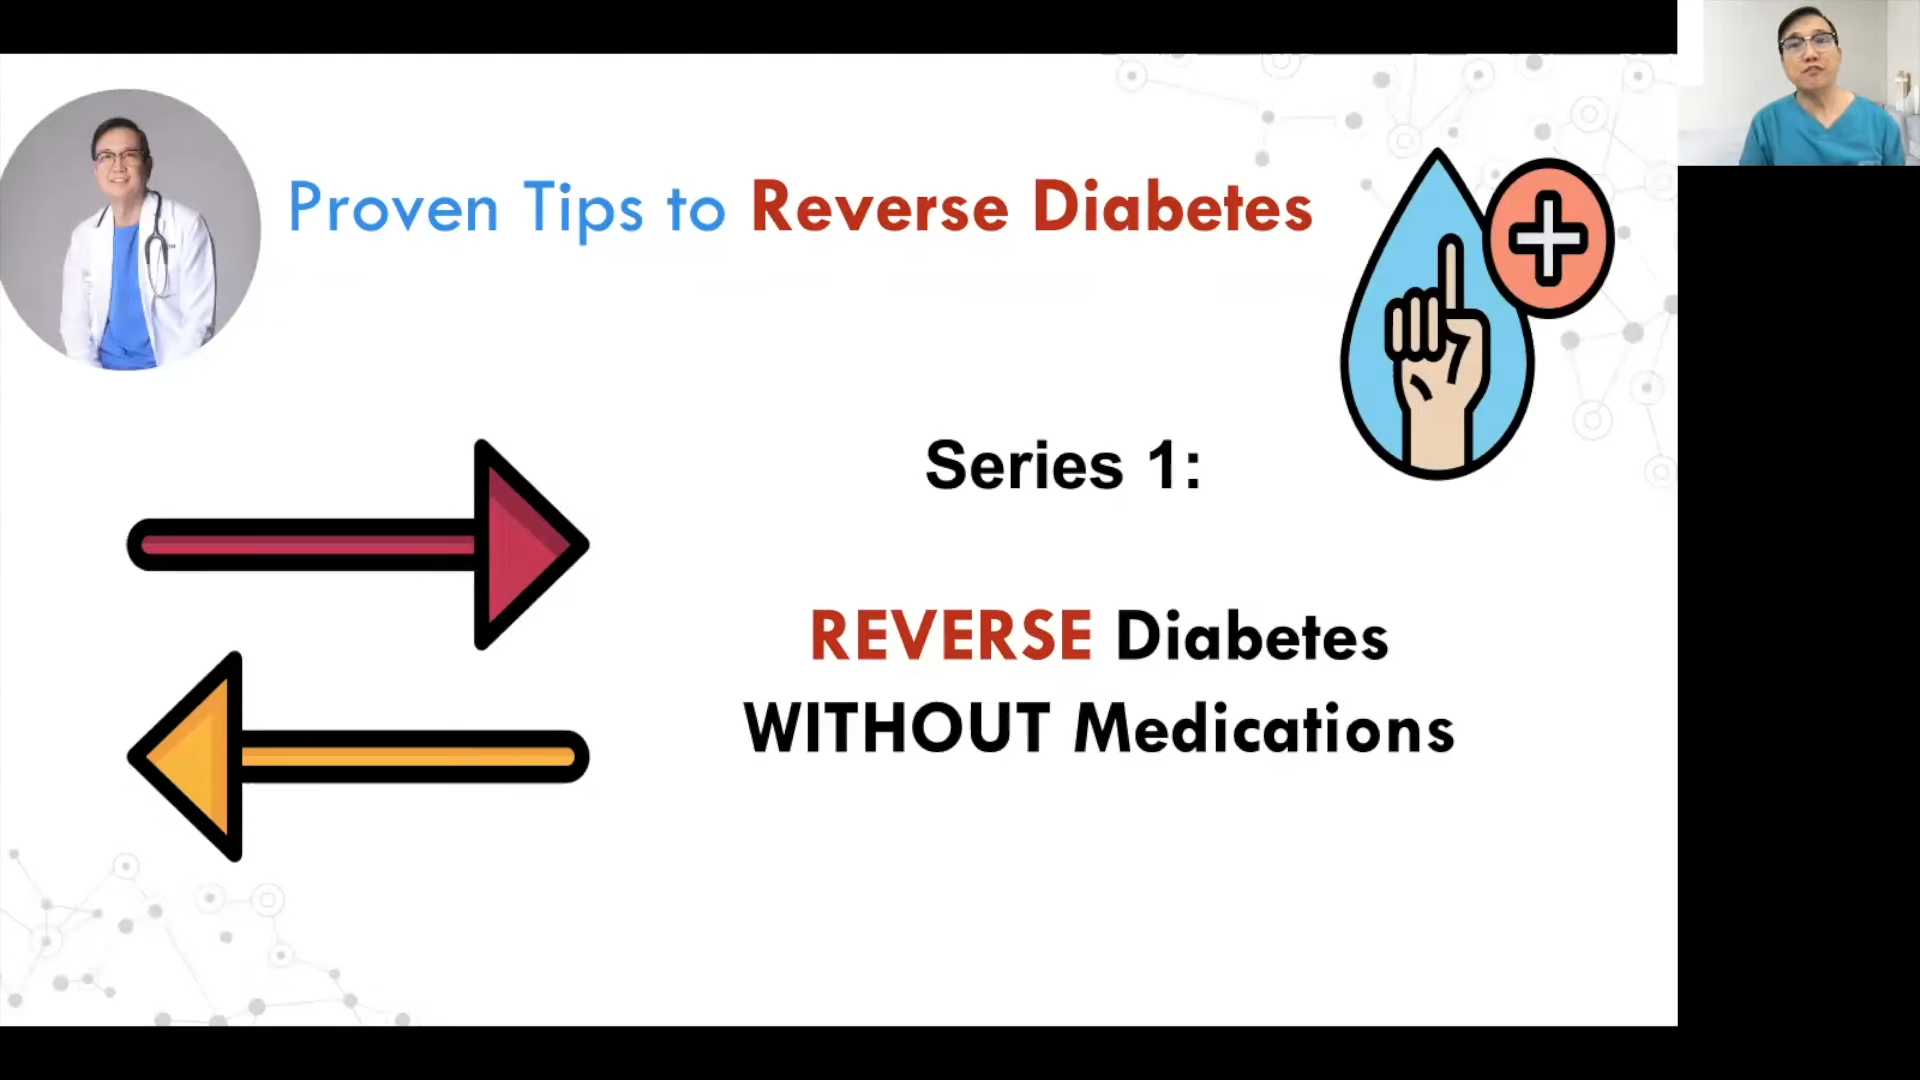 Proven Tips to Reverse Diabetes
Series 1:
REVERSE Diabetes
WITHOUT Medications